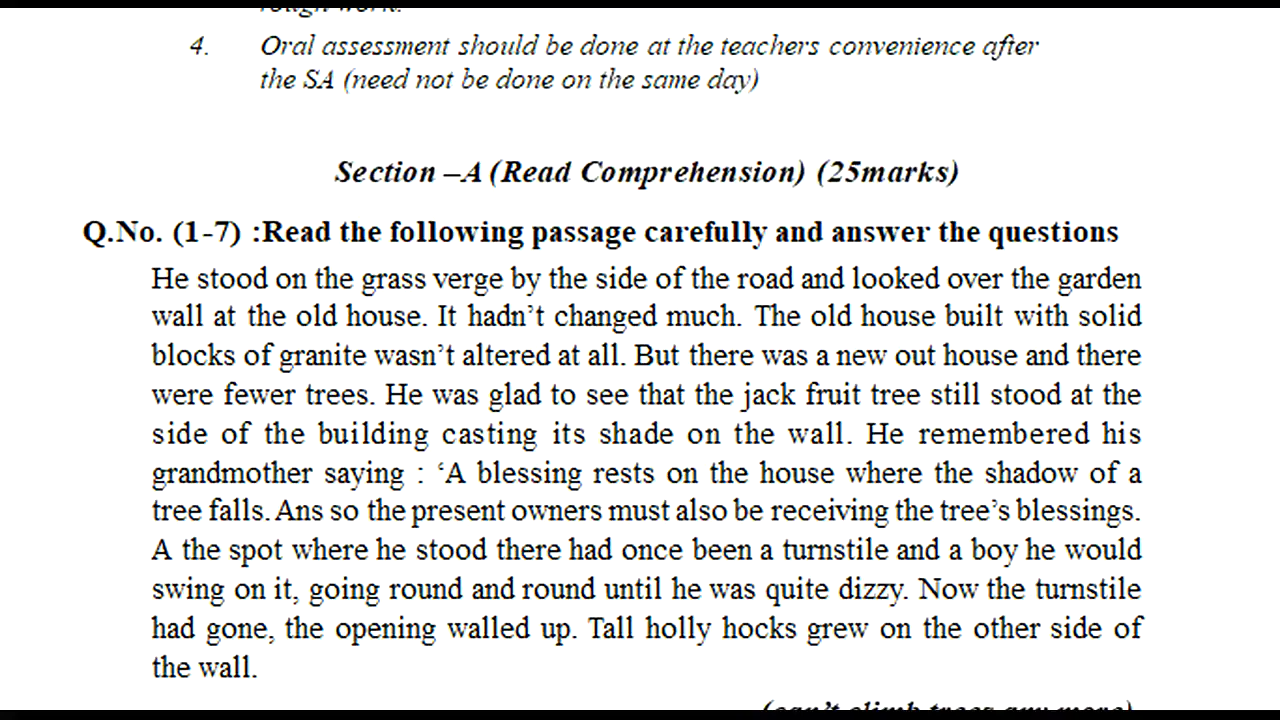 4. Oral assessment should be done at the teachers convenience after
the SA (need not be done on the same day)
Section –A (Read Comprehension) (25marks)
Q.No. (1-7) :Read the following passage carefully and answer the questions
He stood on the grass verge by the side of the road and looked over the garden
wall at the old house. It hadn’t changed much. The old house built with solid
blocks of granite wasn’t altered at all. But there was a new out house and there
were fewer trees. He was glad to see that the jack fruit tree still stood at the
side of the building casting its shade on the wall. He remembered his
grandmother saying : ‘A blessing rests on the house where the shadow of a
tree falls. Ans so the present owners must also be receiving the tree’s blessings.
A the spot where he stood there had once been a turnstile and a boy he would
swing on it, going round and round until he was quite dizzy. Now the turnstile
had gone, the opening walled up. Tall holly hocks grew on the other side of
the wall.
(can’t climb trees any more)